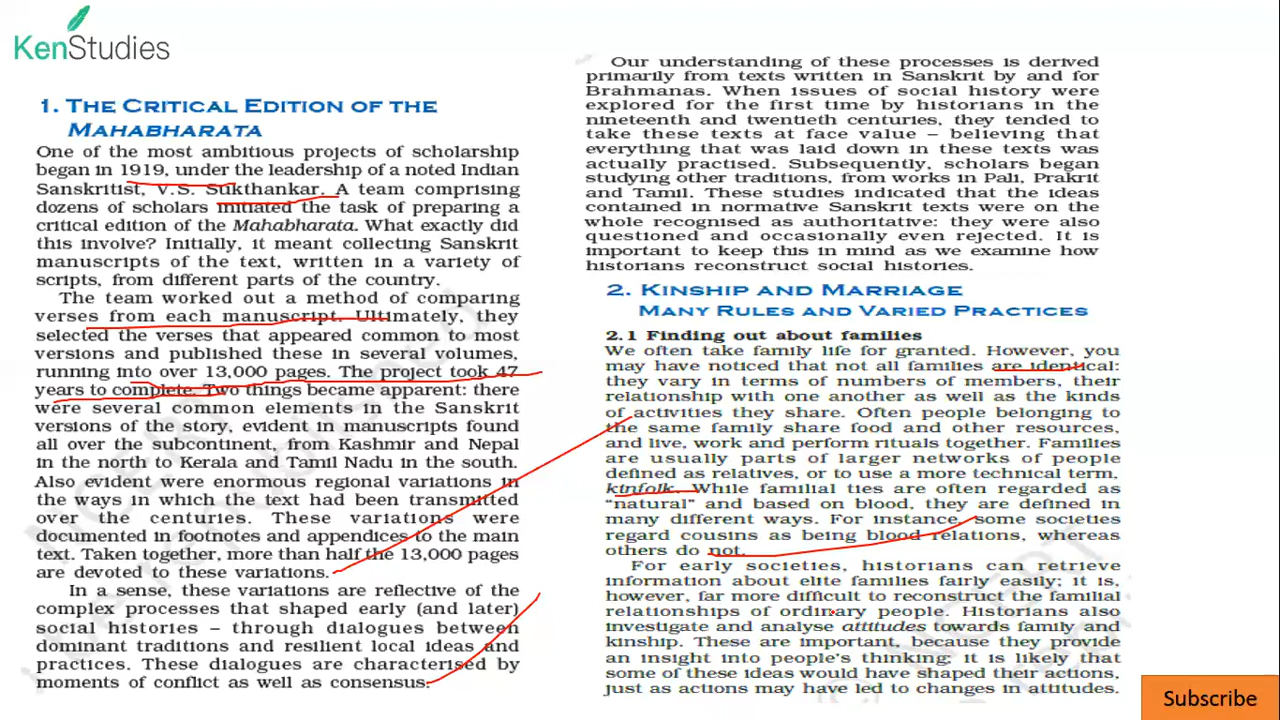 KenStudies
1. THE CRITICAL EDITION OF THE
MAHABHARATA
One of the most ambitious projects of scholarship
began in 1919, under the leadership of a noted Indian
Sanskritist, V.S. Sukthankar. A team comprising
dozens of scholars initiated the task of preparing a
critical edition of the Mahabharata. What exactly did
this involve? Initially, it meant collecting Sanskrit
manuscripts of the text, written in a variety of
scripts, from different parts of the country.
The team worked out a method of comparing
verses from each manuscript. Ultimately, they
selected the verses that appeared common to most
versions and published these in several volumes,
running into over 13,000 pages. The project took 47
years to complete. Two things became apparent: there
were several common elements in the Sanskrit
versions of the story, evident in manuscripts found
all over the subcontinent, from Kashmir and Nepal
in the north to Kerala and Tamil Nadu in the south.
Also evident were enormous regional variations in
the ways in which the text had been transmitted
over the centuries. These variations were
documented in footnotes and appendices to the main
text. Taken together, more than half the 13,000 pages
are devoted to these variations.
In a sense, these variations are reflective of the
complex processes that shaped early (and later)
social histories – through dialogues between
dominant traditions and resilient local ideas and
practices. These dialogues are characterised by
moments of conflict as well as consensus.
Our understanding of these processes is derived
primarily from texts written in Sanskrit by and for
Brahmanas. When issues of social history were
explored for the first time by historians in the
nineteenth and twentieth centuries, they tended to
take these texts at face value – believing that
everything that was laid down in these texts was
actually practised. Subsequently, scholars began
studying other traditions, from works in Pali, Prakrit
and Tamil. These studies indicated that the ideas
contained in normative Sanskrit texts were on the
whole recognised as authoritative: they were also
questioned and occasionally even rejected. It is
important to keep this in mind as we examine how
historians reconstruct social histories.
2. KINSHIP AND MARRIAGE
MANY RULES AND VARIED PRACTICES
2.1 Finding out about families
We often take family life for granted. However, you
may have noticed that not all families are identical:
they vary in terms of numbers of members, their
relationship with one another as well as the kinds
of activities they share. Often people belonging to
the same family share food and other resources,
and live, work and perform rituals together. Families
are usually parts of larger networks of people
defined as relatives, or to use a more technical term,
kinfolk. While familial ties are often regarded as
“natural” and based on blood, they are defined in
many different ways. For instance, some societies
regard cousins as being blood relations, whereas
others do not.
For early societies, historians can retrieve
information about elite families fairly easily; it is,
however, far more difficult to reconstruct the familial
relationships of ordinary people. Historians also
investigate and analyse attitudes towards family and
kinship. These are important, because they provide
an insight into people’s thinking; it is likely that
some of these ideas would have shaped their actions,
just as actions may have led to changes in attitudes.
Subscribe